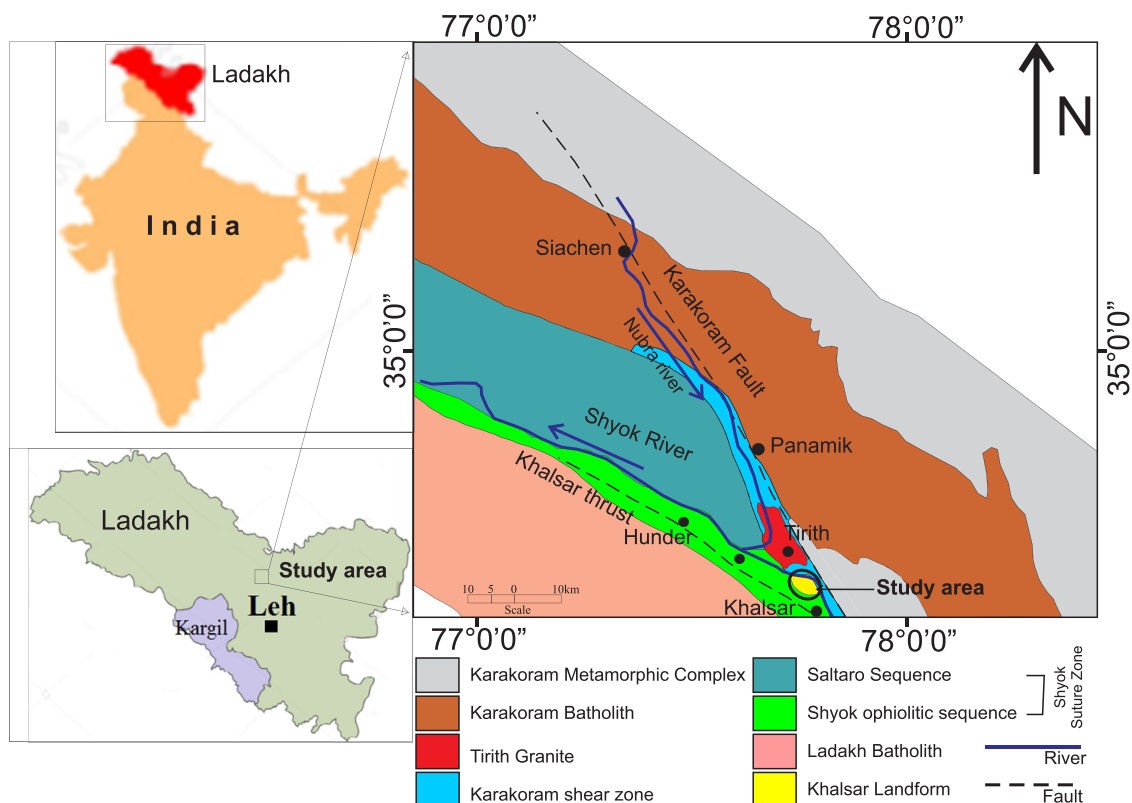 Ladakh
India
Ladakh
Study area
Leh
Kargil
77°0'0”
78°0'0”
N
Siachen
Karakoram Fault
Nubra river
35°0'0”
35°0'0”
Shyok River
Panamik
Khalsar thrust
Hunder
Tirith
Study area
Khalsar
10 5 0 10km
Scale
77°0'0”
78°0'0”
Karakoram Metamorphic Complex
Karakoram Batholith
Tirith Granite
Karakoram shear zone
Saltaro Sequence
Shyok ophiolitic sequence
Shyok
Suture Zone
Ladakh Batholith
River
Khalsar Landform
Fault